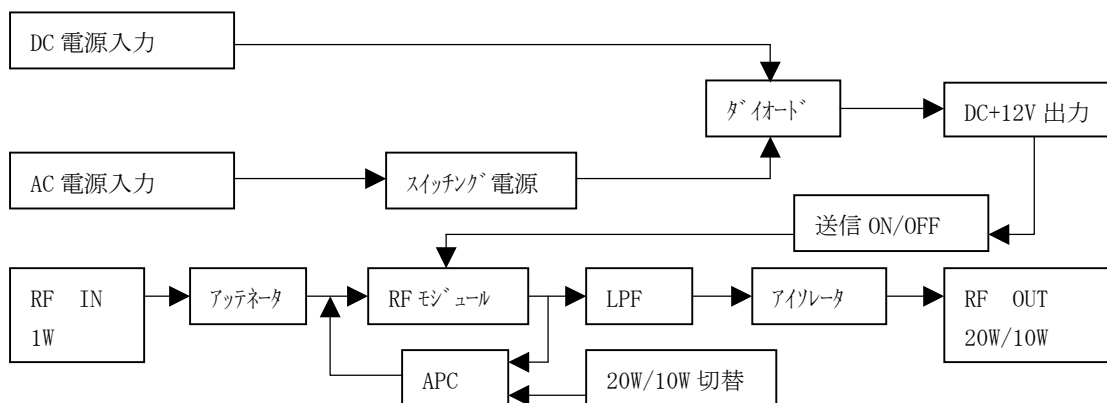 DC 電源入力
ﾀﾞｲｵｰﾄﾞ
DC+12V 出力
AC 電源入力
ｽｲｯﾁﾝｸﾞ電源
送信 ON/OFF
RF IN
1W
ｱｯﾃﾈｰﾀ
RF ﾓｼﾞｭｰﾙ
LPF
ｱｲｿﾚｰﾀ
RF OUT
20W/10W
APC
20W/10W 切替